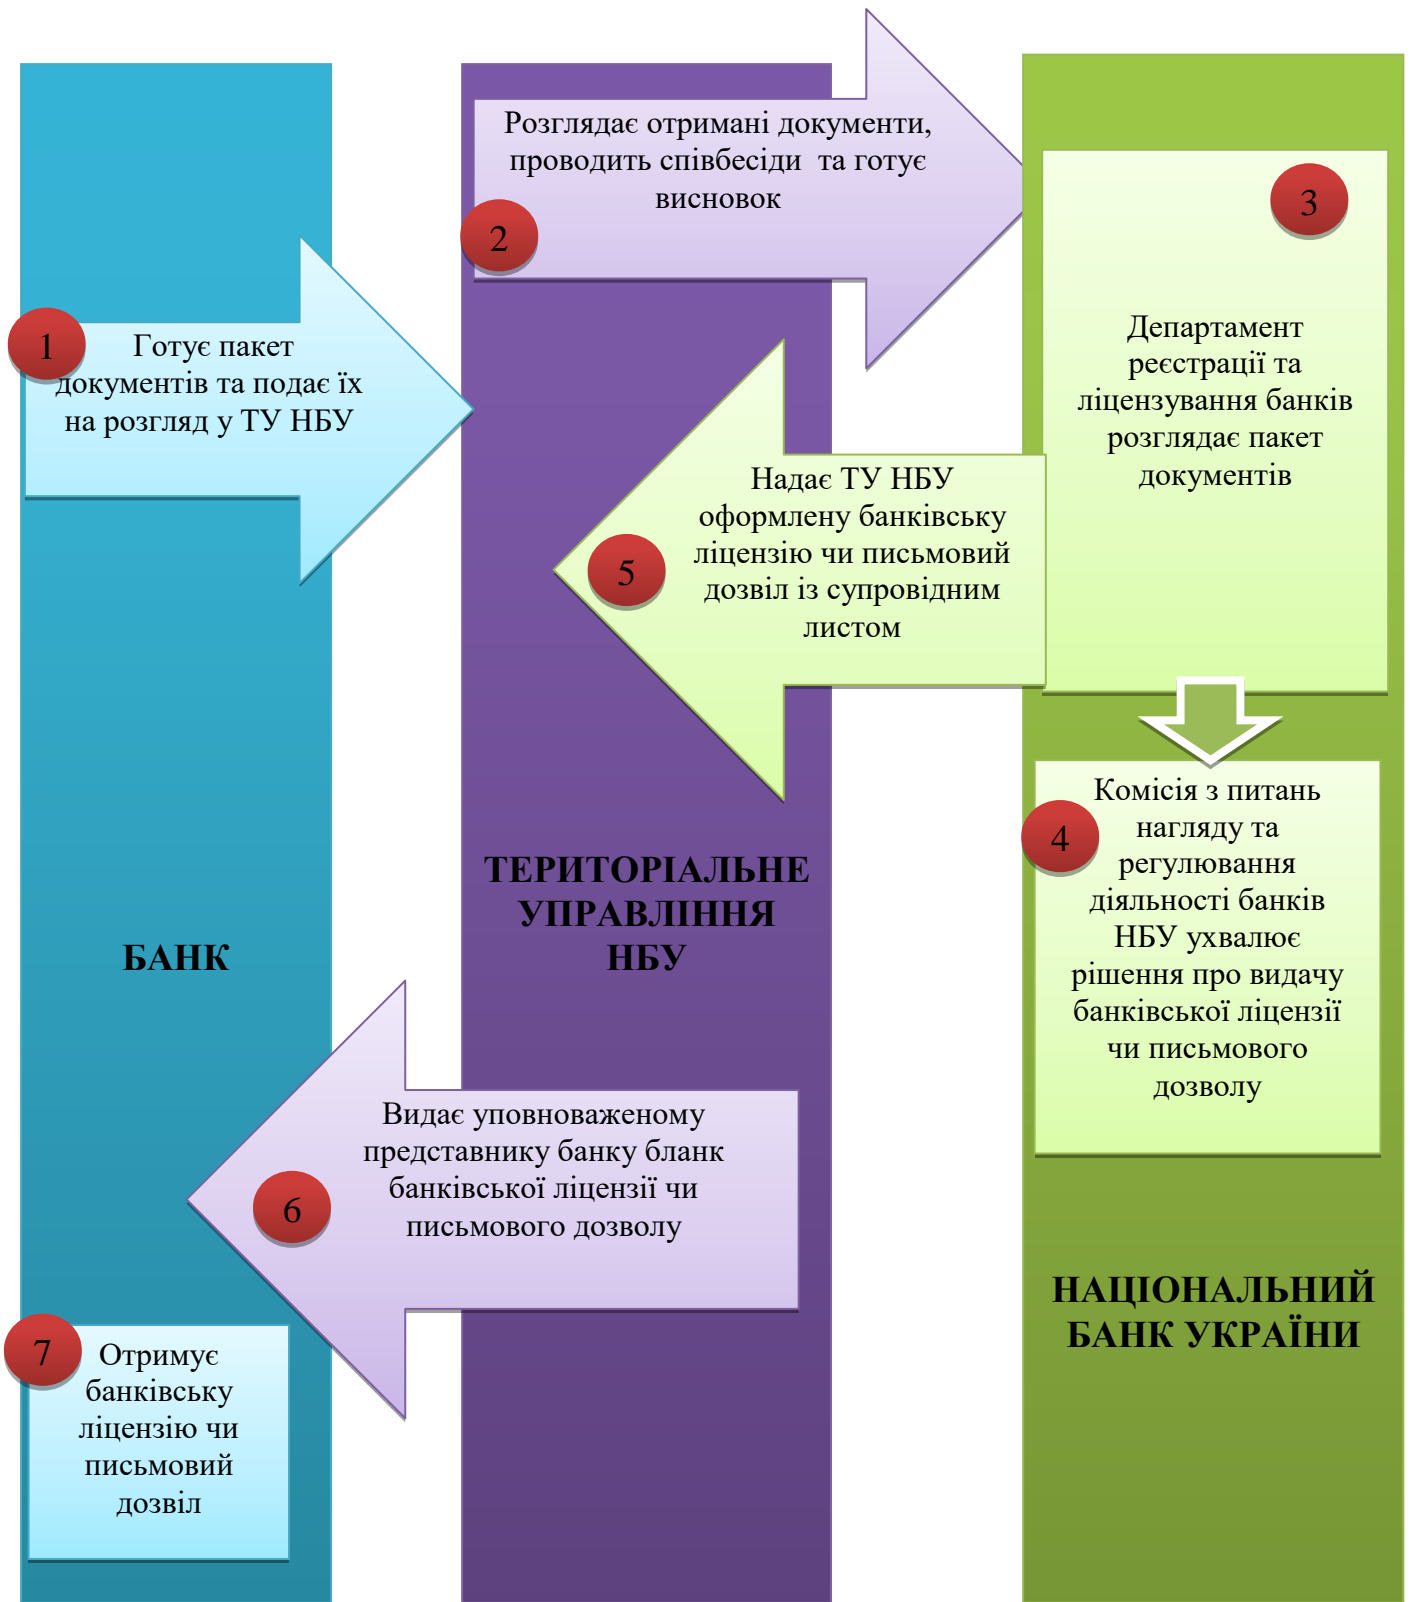 1
Готує пакет
документів та подає їх
на розгляд у ТУ НБУ
2
Розглядає отримані документи,
проводить співбесіди та готує
висновок
3
Департамент
реєстрації та
ліцензування банків
розглядає пакет
документів
4
Комісія з питань
нагляду та
регулювання
діяльності банків
НБУ ухвалює
рішення про видачу
банківської ліцензії
чи письмового
дозволу
5
Надає ТУ НБУ
оформлену банківську
ліцензію чи письмовий
дозвіл із супровідним
листом
6
Видає уповноваженому
представнику банку бланк
банківської ліцензії чи
письмового дозволу
7
Отримує
банківську
ліцензію чи
письмовий
дозвіл
БАНК
ТЕРИТОРІАЛЬНЕ
УПРАВЛІННЯ
НБУ
НАЦІОНАЛЬНИЙ
БАНК УКРАЇНИ